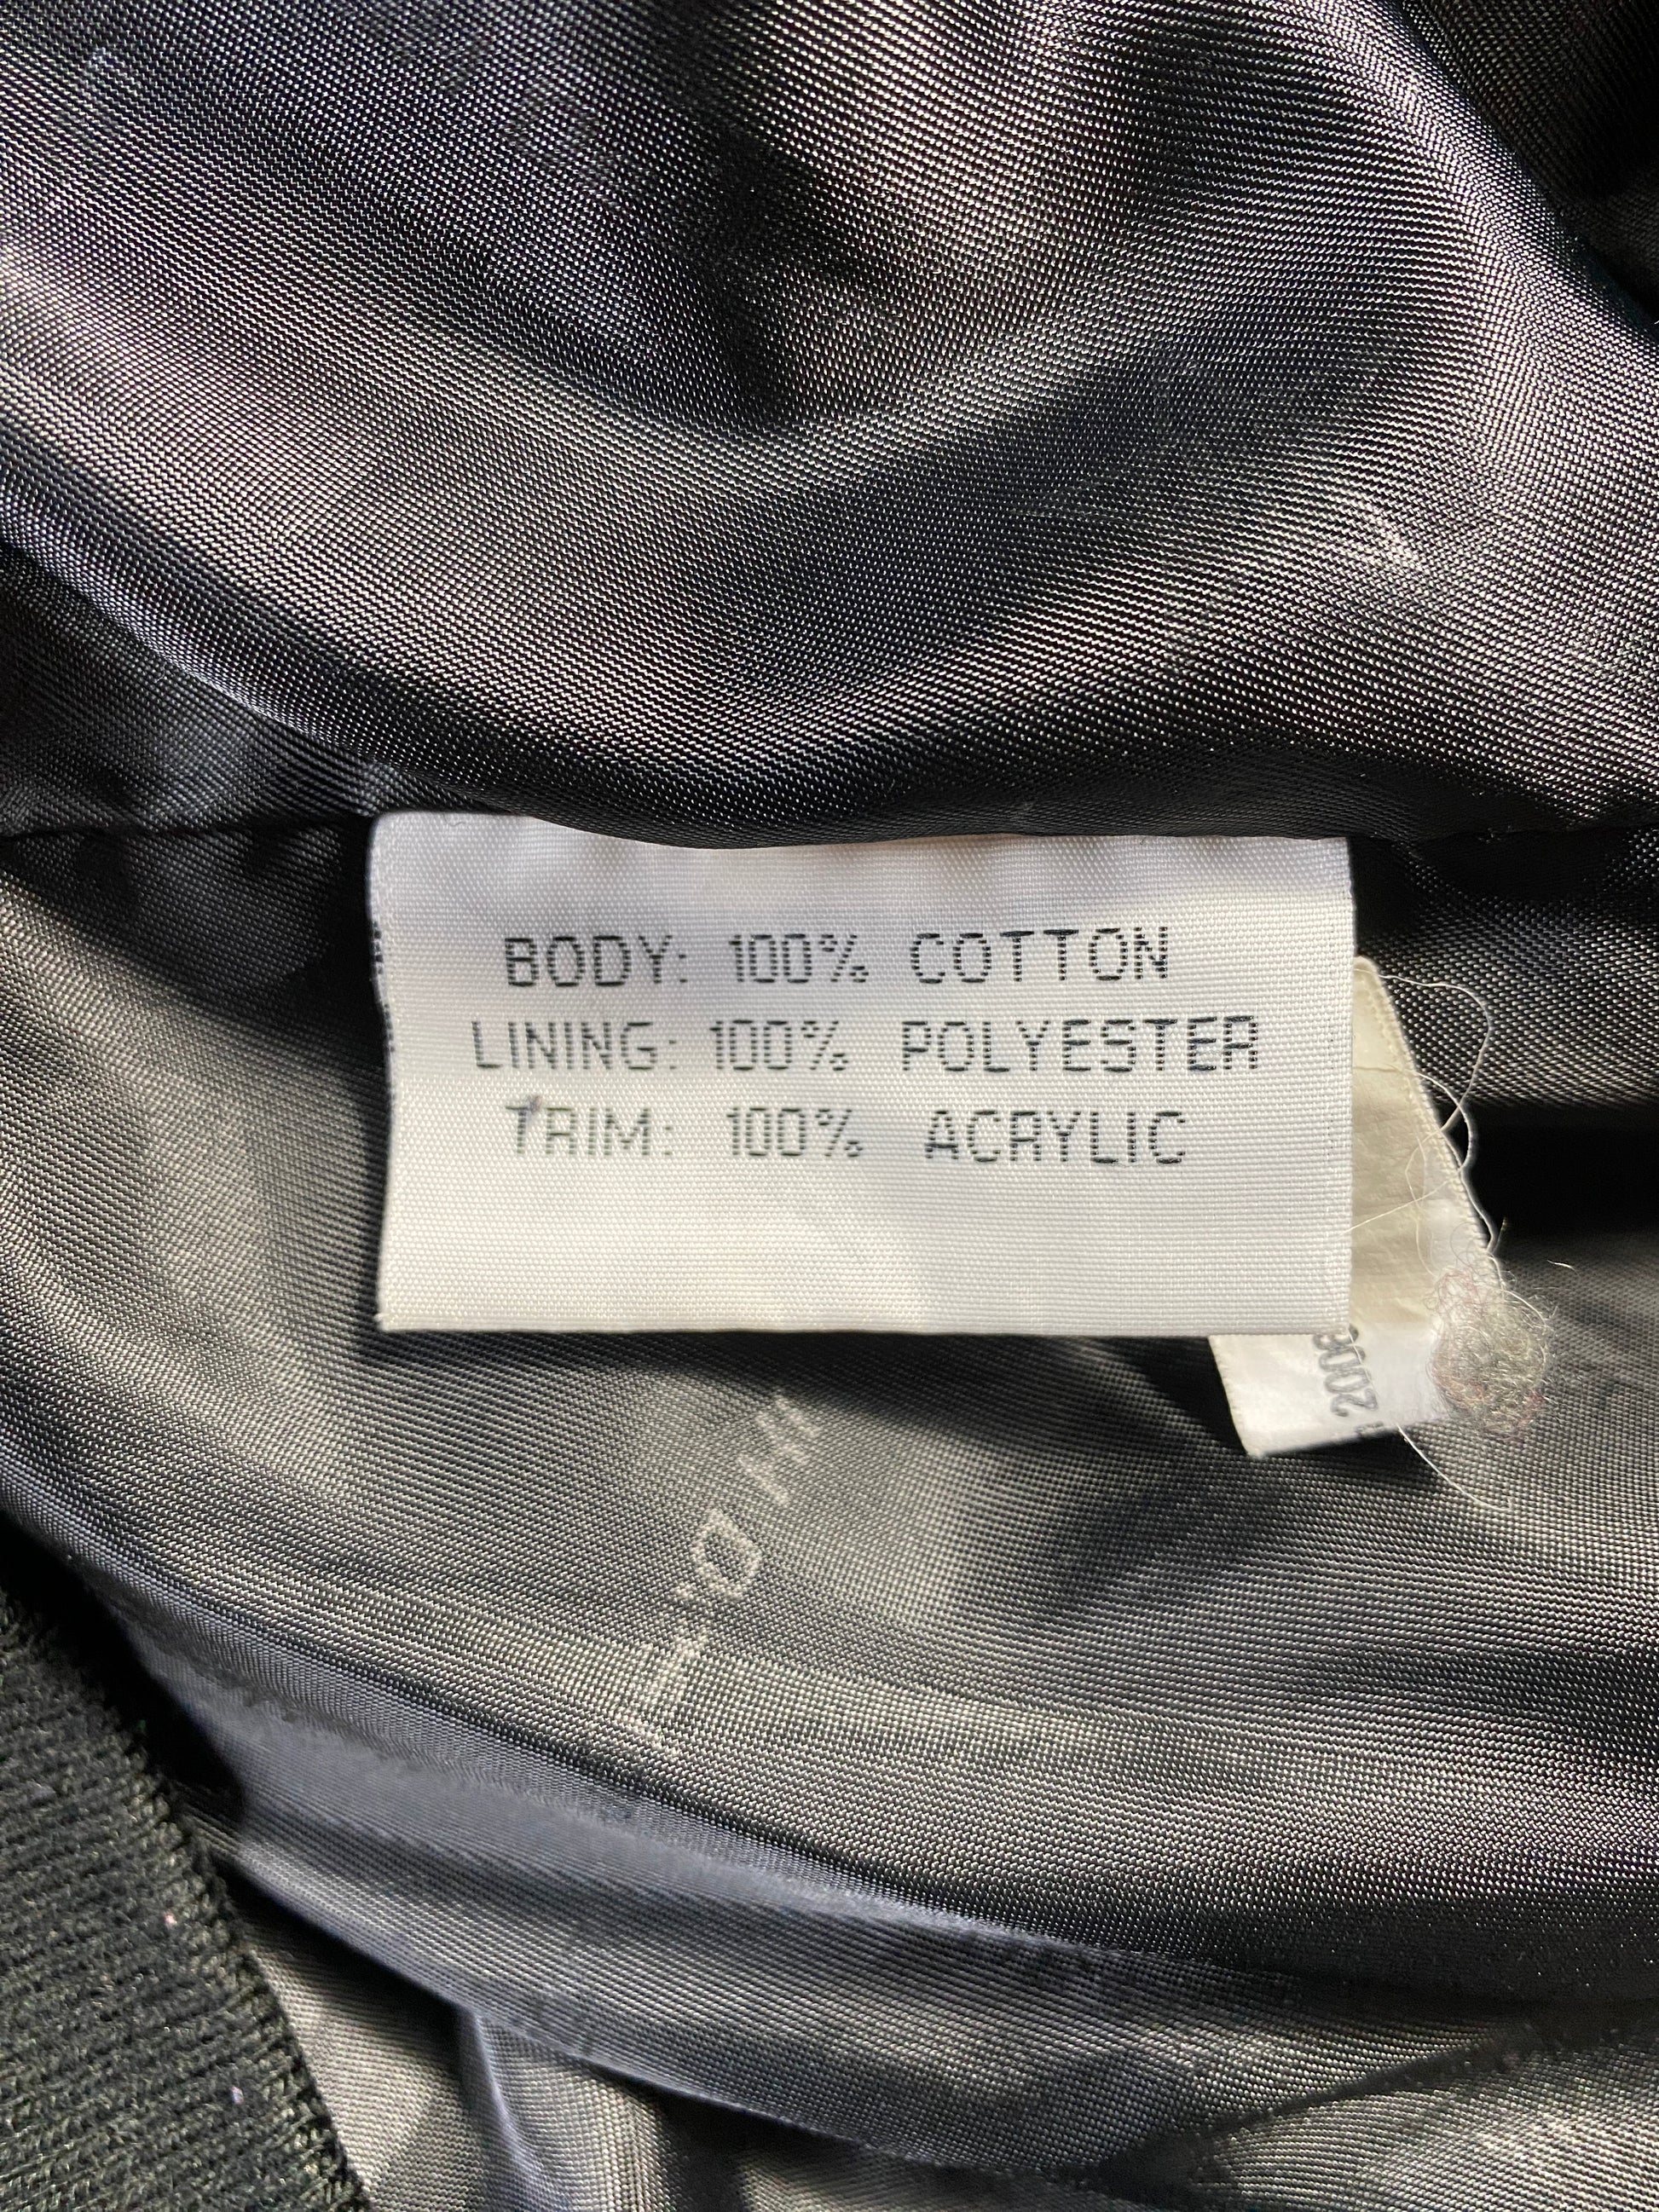 BODY: 100% COTTON
LINING: 100% POLYESTER
TRIM: 100% ACRYLIC